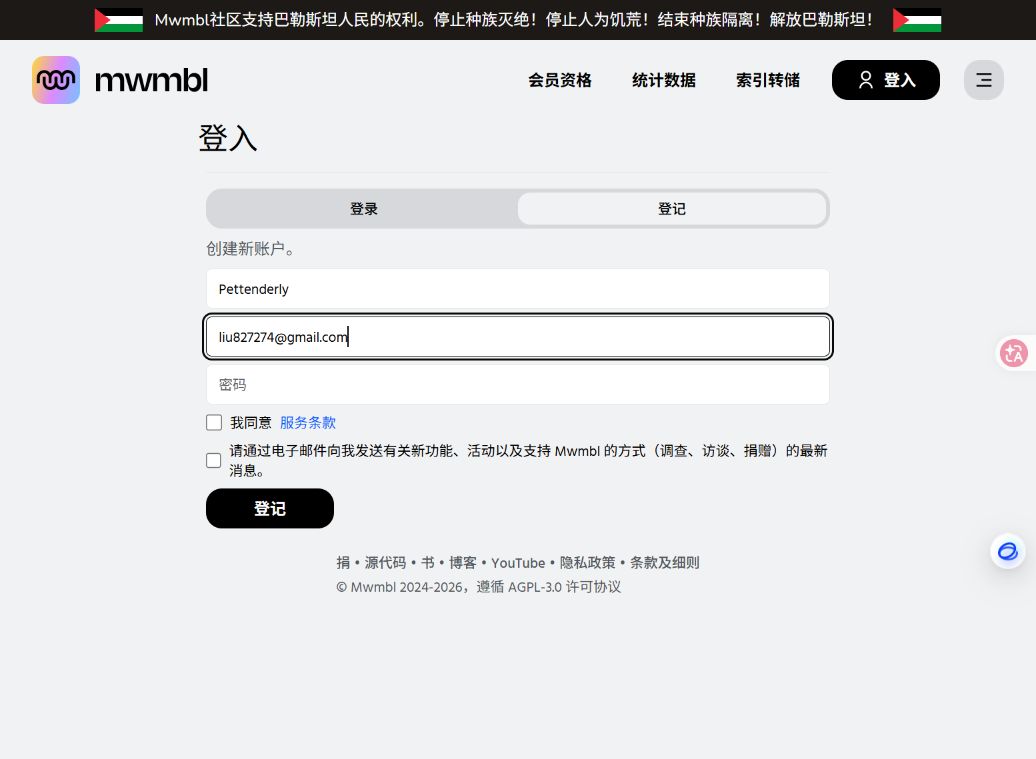 Mwmbl社区支持巴勒斯坦人民的权利。停止种族灭绝！停止人为饥荒！结束种族隔离！解放巴勒斯坦！
mwmbl
会员资格
统计数据
索引转储
登入
登入
登录
登记
创建新账户。
Pettenderly
liu827274@gmail.com
密码
我同意 服务条款
请通过电子邮件向我发送有关新功能、活动以及支持 Mwmbl 的方式（调查、访谈、捐赠）的最新
消息。
登记
捐 • 源代码 • 书 • 博客 • YouTube • 隐私政策 • 条款及细则
© Mwmbl 2024-2026，遵循 AGPL-3.0 许可协议